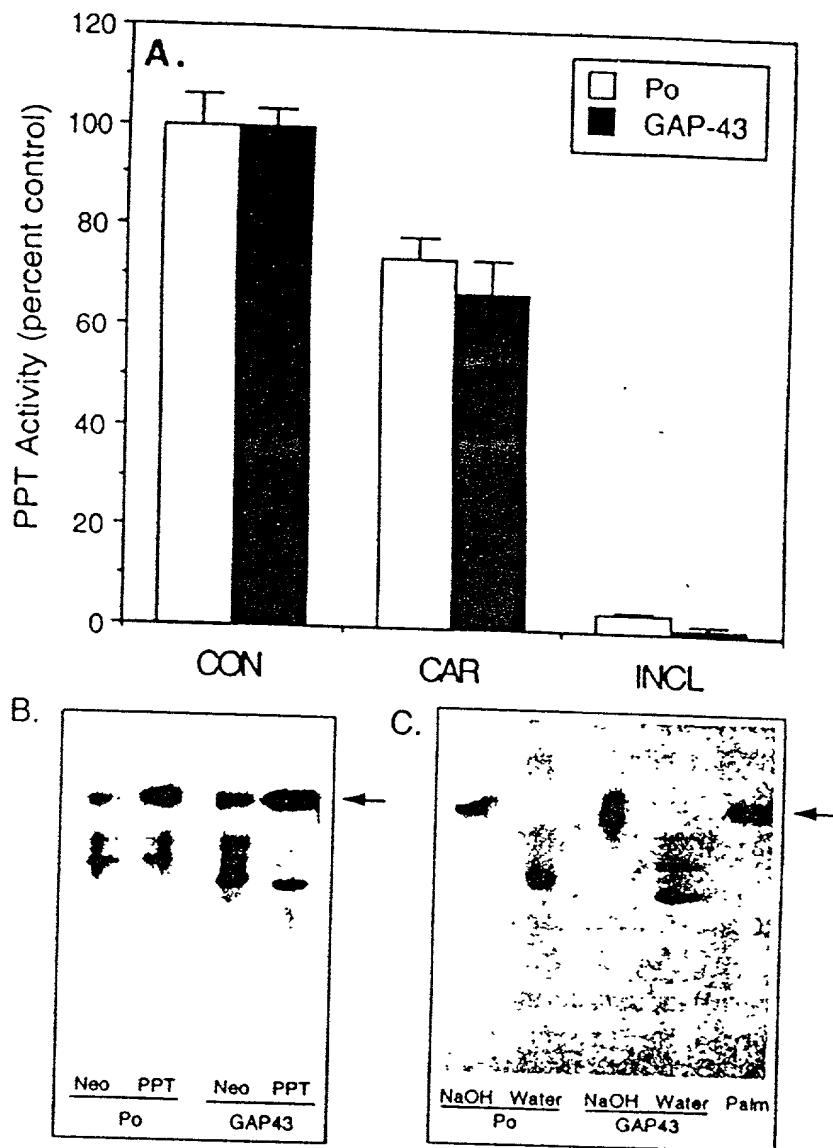 A.
PPT Activity (percent control)
120
100
80
60
40
20
0
Po
GAP-43
CON CAR INCL
B.
Neo PPT Neo PPT
Po GAP43
C.
NaOH Water NaOH Water Palm
Po GAP43